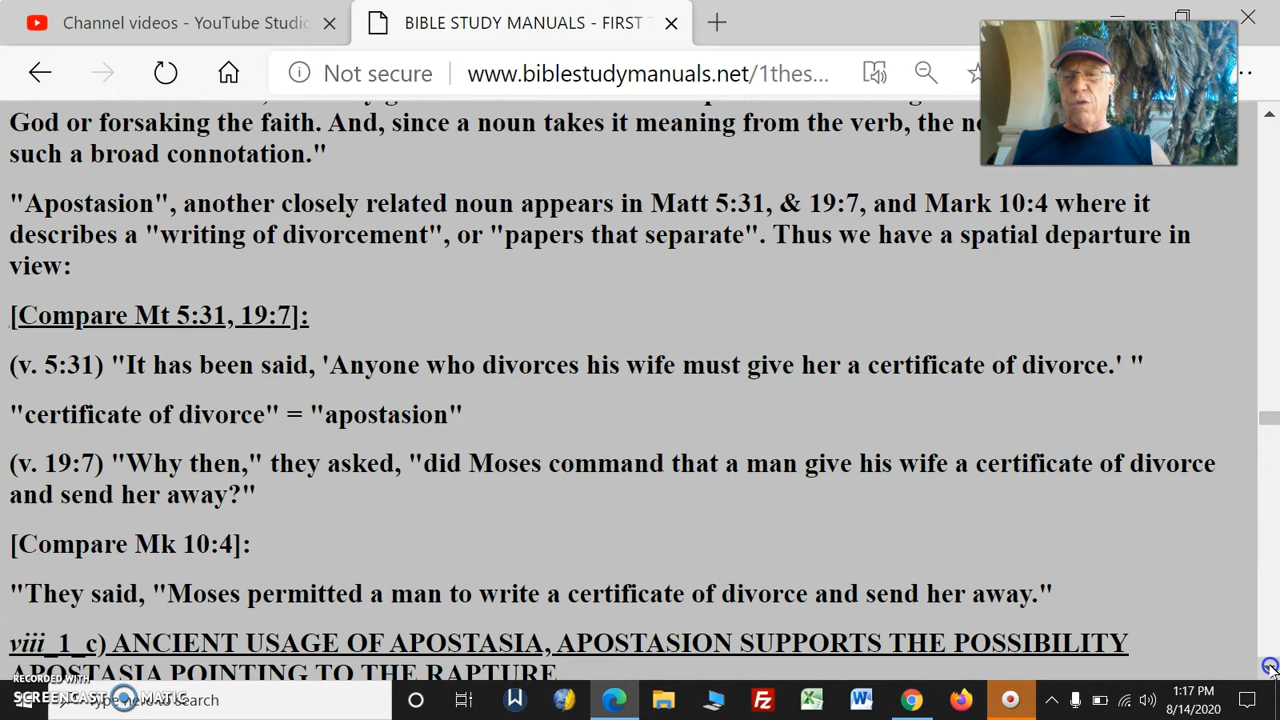 Channel videos - YouTube Studio
BIBLE STUDY MANUALS - FIRST T
Not secure
www.biblestudymanuals.net/1thes...
God or forsaking the faith. And, since a noun takes it meaning from the verb, the
such a broad connotation."
"Apostasion", another closely related noun appears in Matt 5:31, & 19:7, and Mark 10:4 where it
describes a "writing of divorcement", or "papers that separate". Thus we have a spatial departure in
view:
[Compare Mt 5:31, 19:7]:
(v. 5:31) "It has been said, 'Anyone who divorces his wife must give her a certificate of divorce.' "
"certificate of divorce" = "apostasion"
(v. 19:7) "Why then," they asked, "did Moses command that a man give his wife a certificate of divorce
and send her away?"
[Compare Mk 10:4]:
"They said, "Moses permitted a man to write a certificate of divorce and send her away."
viii_1_c) ANCIENT USAGE OF APOSTASIA, APOSTASION SUPPORTS THE POSSIBILITY
APOSTASIA POINTING TO THE RAPTURE
RECORDED WITH
SCREENCAST MATIC
Type here to search
1:17 PM
8/14/2020